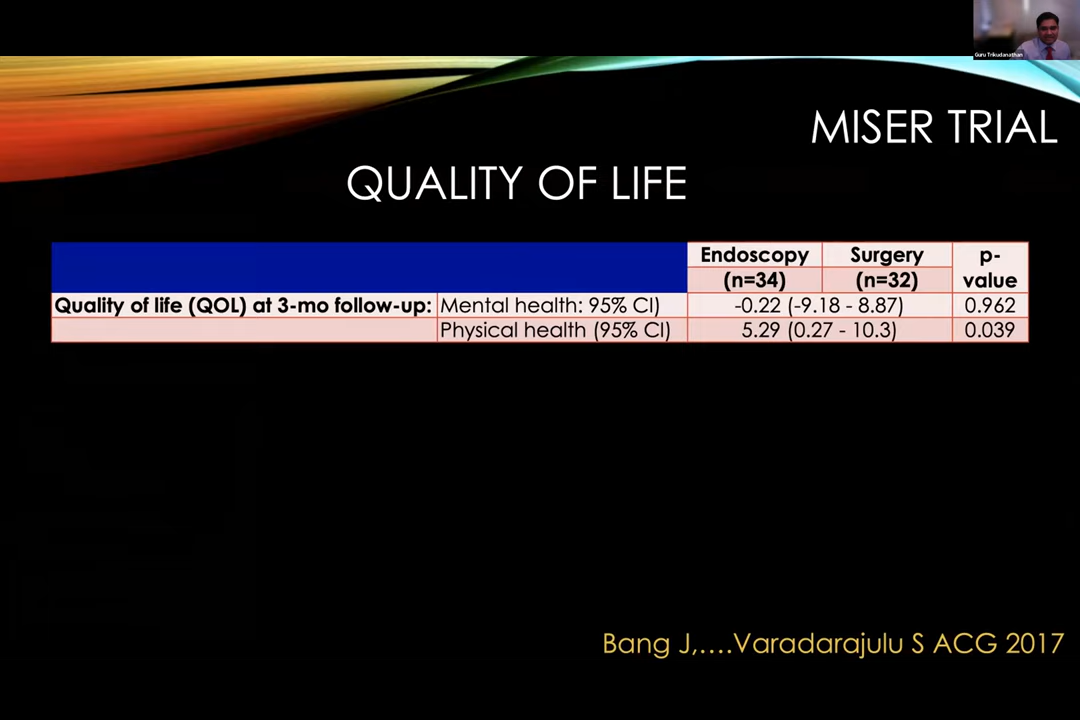 Guru Trikudanathan
MISER TRIAL
QUALITY OF LIFE
Endoscopy Surgery p-
(n=34) (n=32) value
Quality of life (QOL) at 3-mo follow-up: Mental health: 95% CI) -0.22 (-9.18 - 8.87) 0.962
Physical health (95% CI) 5.29 (0.27 - 10.3) 0.039
Bang J,....Varadarajulu S ACG 2017